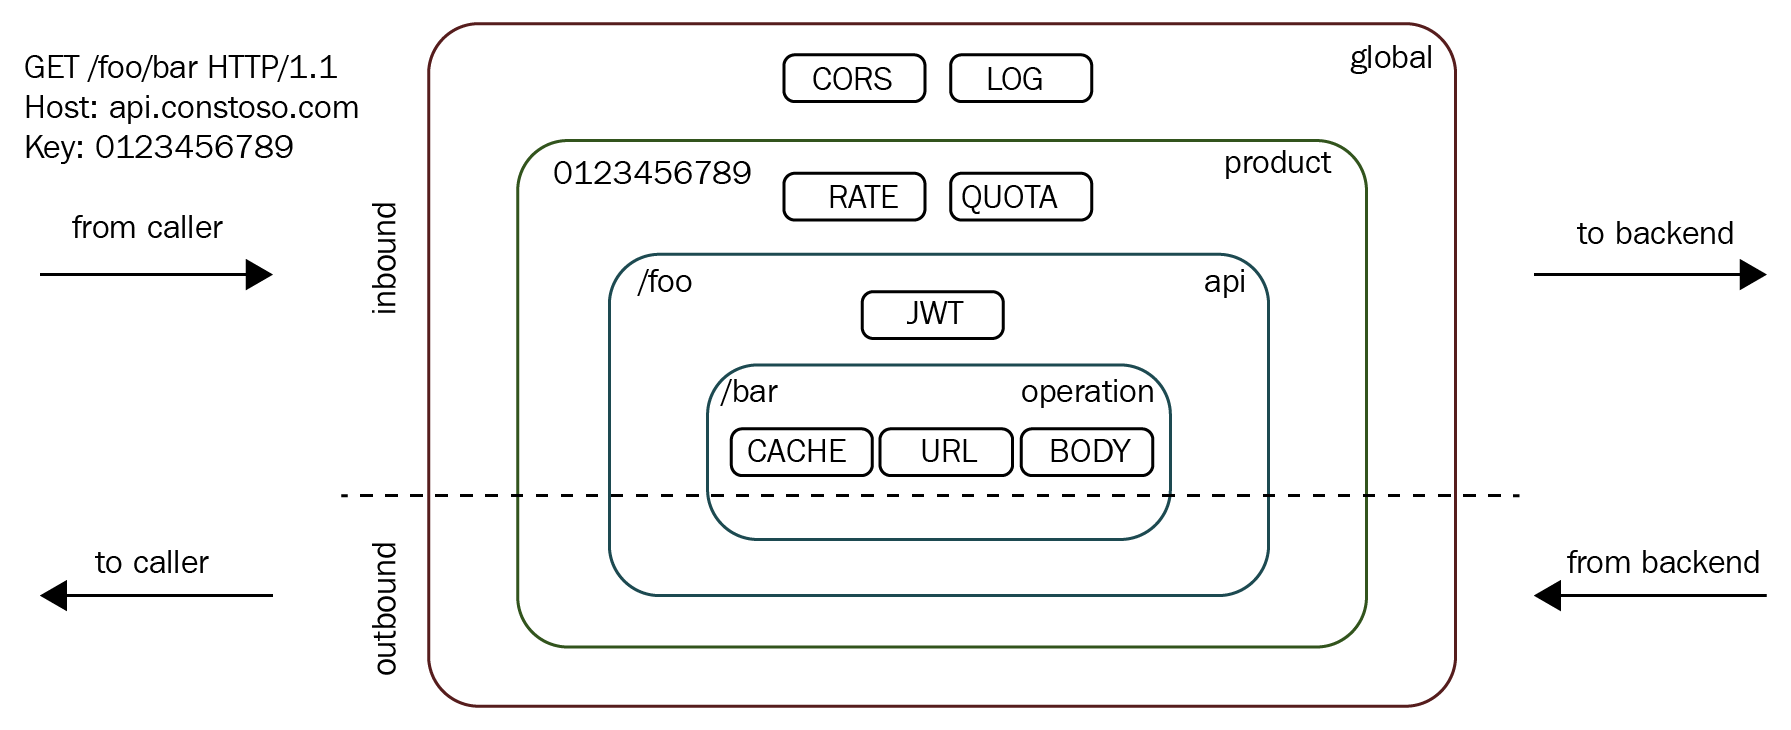 GET /foo/bar HTTP/1.1
Host: api.constoso.com
Key: 0123456789
from caller
inbound
global
CORS
LOG
product
0123456789
RATE
QUOTA
/foo
api
JWT
/bar
operation
CACHE
URL
BODY
to backend
to caller
outbound
from backend